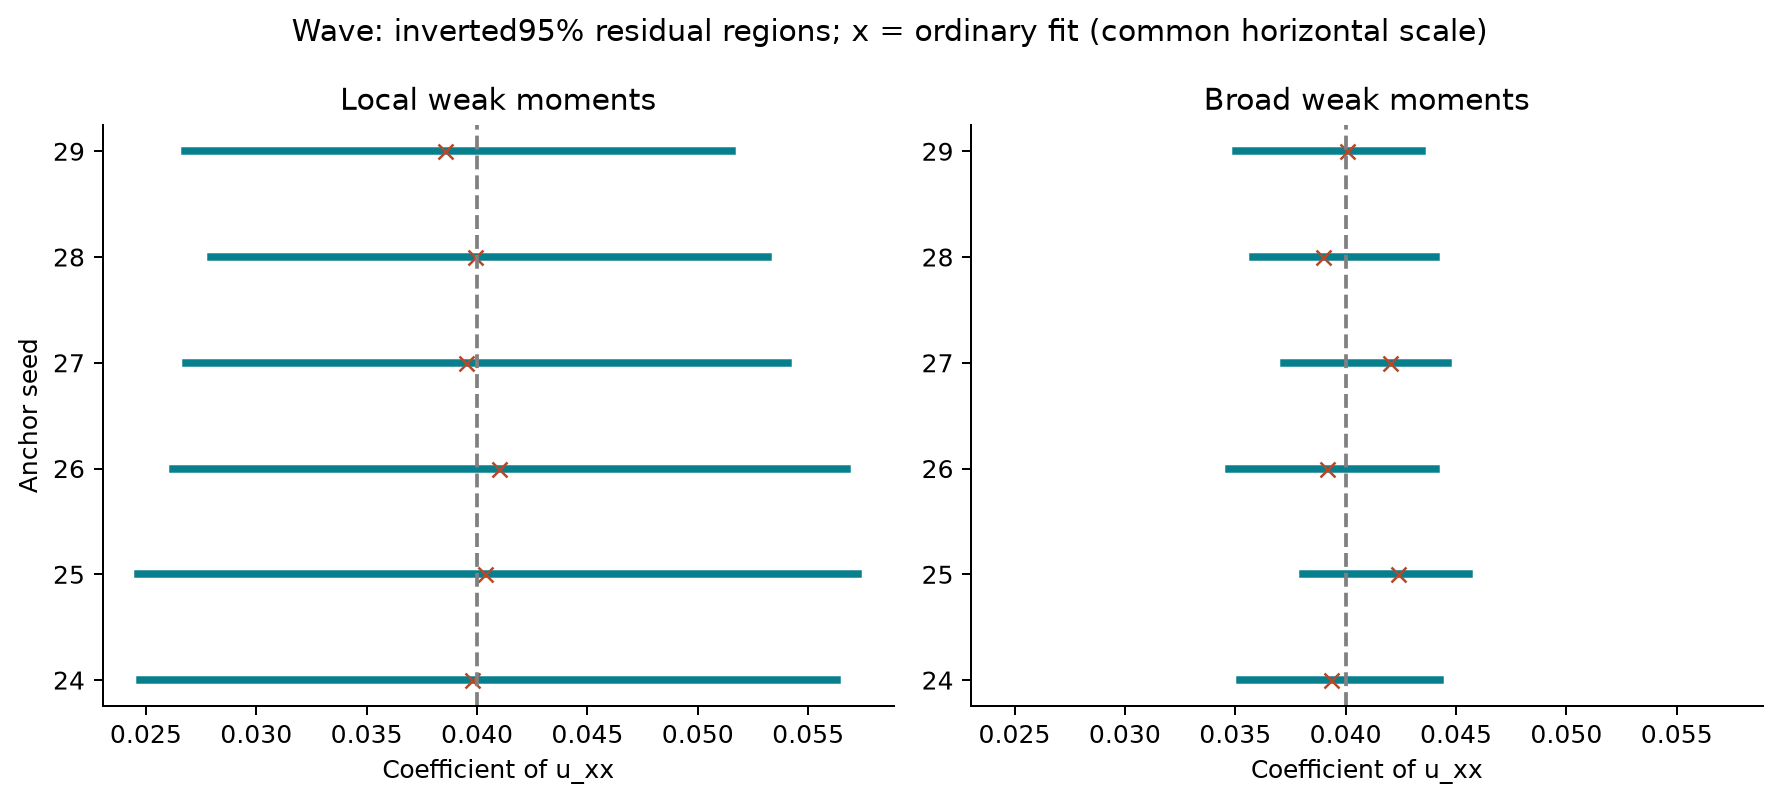 Wave: inverted95% residual regions; x = ordinary fit (common horizontal scale)
Local weak moments
Anchor seed
29
28
27
26
25
24
0.025 0.030 0.035 0.040 0.045 0.050 0.055
Coefficient of u_xx
Broad weak moments
29
28
27
26
25
24
0.025 0.030 0.035 0.040 0.045 0.050 0.055
Coefficient of u_xx